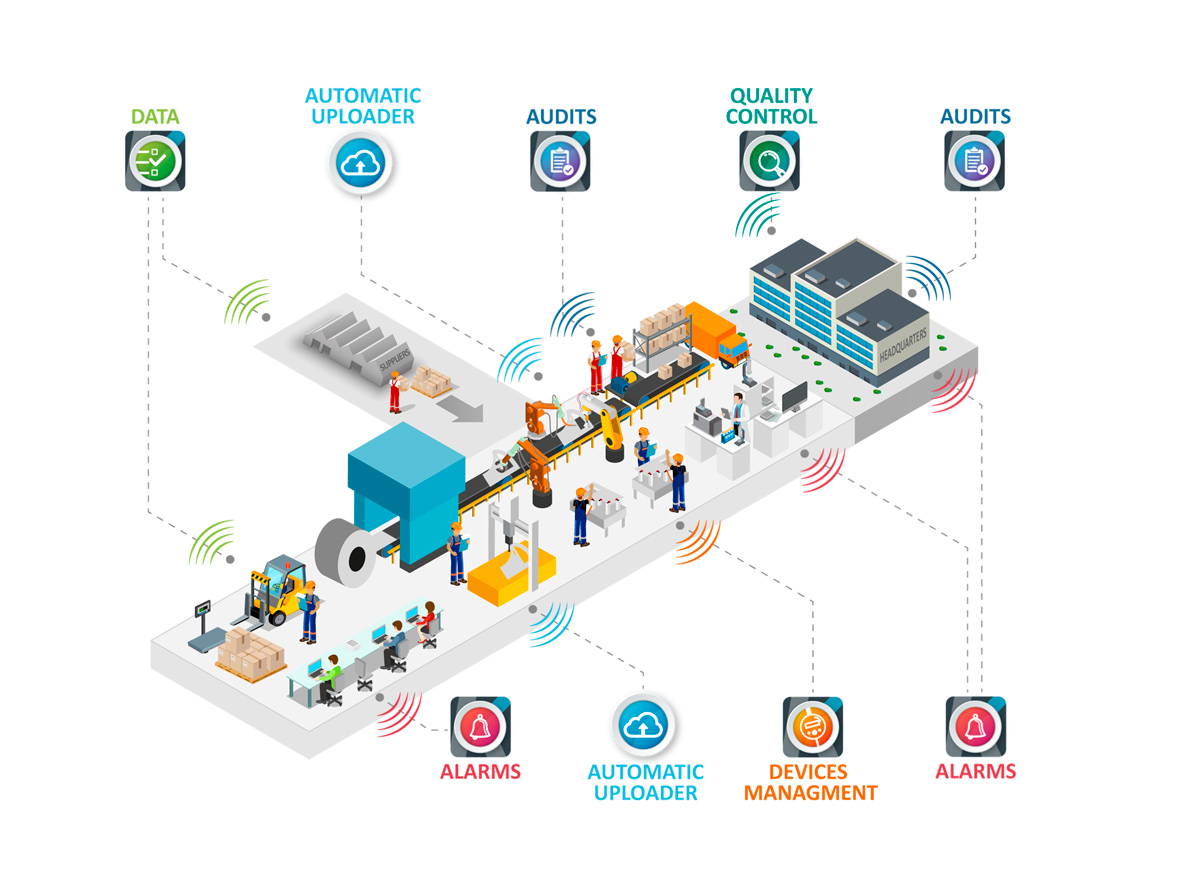 DATA
AUTOMATIC
UPLOADER
AUDITS
QUALITY
CONTROL
AUDITS
SUPPLIERS
HEADQUARTERS
ALARMS
AUTOMATIC
UPLOADER
DEVICES
MANAGMENT
ALARMS